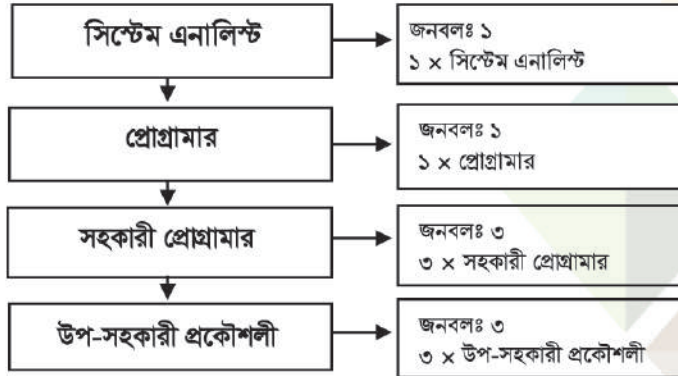 সিস্টেম এনালিস্ট
জনবলঃ ১
১ × সিস্টেম এনালিস্ট
প্রোগ্রামার
জনবলঃ ১
১ × প্রোগ্রামার
সহকারী প্রোগ্রামার
জনবলঃ ৩
৩ × সহকারী প্রোগ্রামার
উপ-সহকারী প্রকৌশলী
জনবলঃ ৩
৩ × উপ-সহকারী প্রকৌশলী